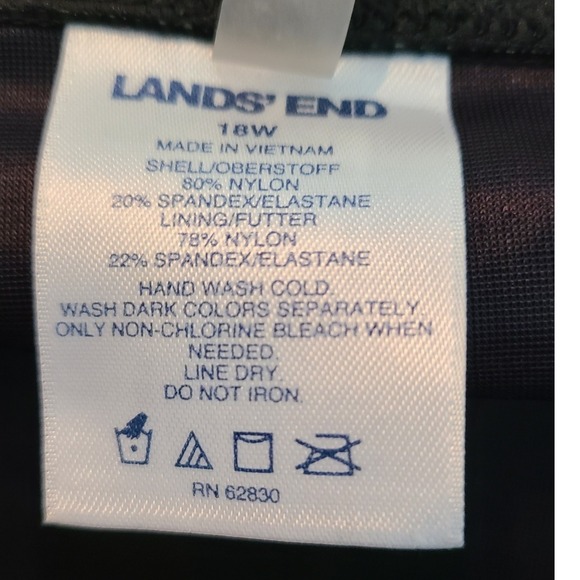 LANDS' END
18W
MADE IN VIETNAM
SHELL/OBERSTOFF
80% NYLON
20% SPANDEX/ELASTANE
LINING/FUTTER
78% NYLON
22% SPANDEX/ELASTANE
HAND WASH COLD.
WASH DARK COLORS SEPARATELY.
ONLY NON-CHLORINE BLEACH WHEN
NEEDED.
LINE DRY.
DO NOT IRON.
RN 62830